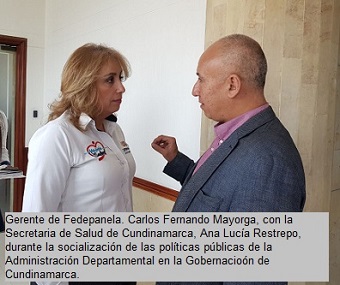 Gerente de Fedepanela. Carlos Fernando Mayorga, con la
Secretaria de Salud de Cundinamarca, Ana Lucía Restrepo,
durante la socialización de las políticas públicas de la
Administración Departamental en la Gobernacioón de
Cundinamarca.